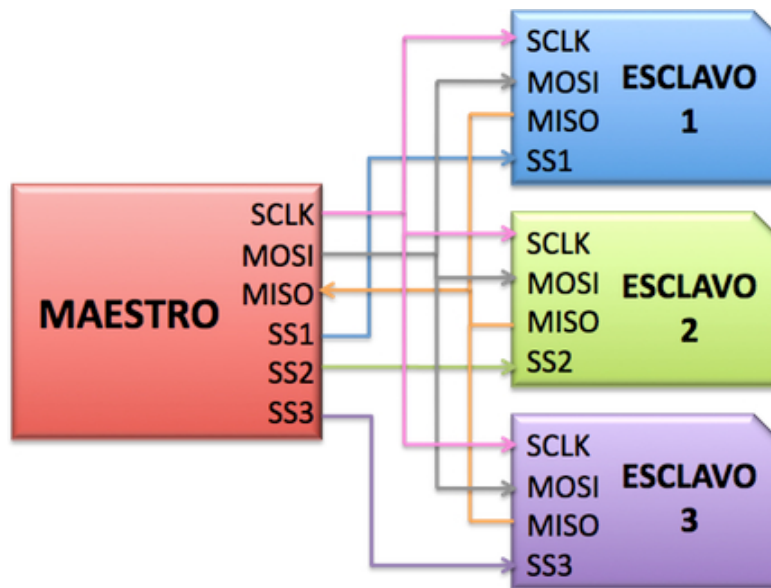 MAESTRO
SCLK
MOSI
MISO
SS1
SS2
SS3
SCLK
MOSI
MISO
SS1
ESCLAVO
1
SCLK
MOSI
MISO
SS2
ESCLAVO
2
SCLK
MOSI
MISO
SS3
ESCLAVO
3